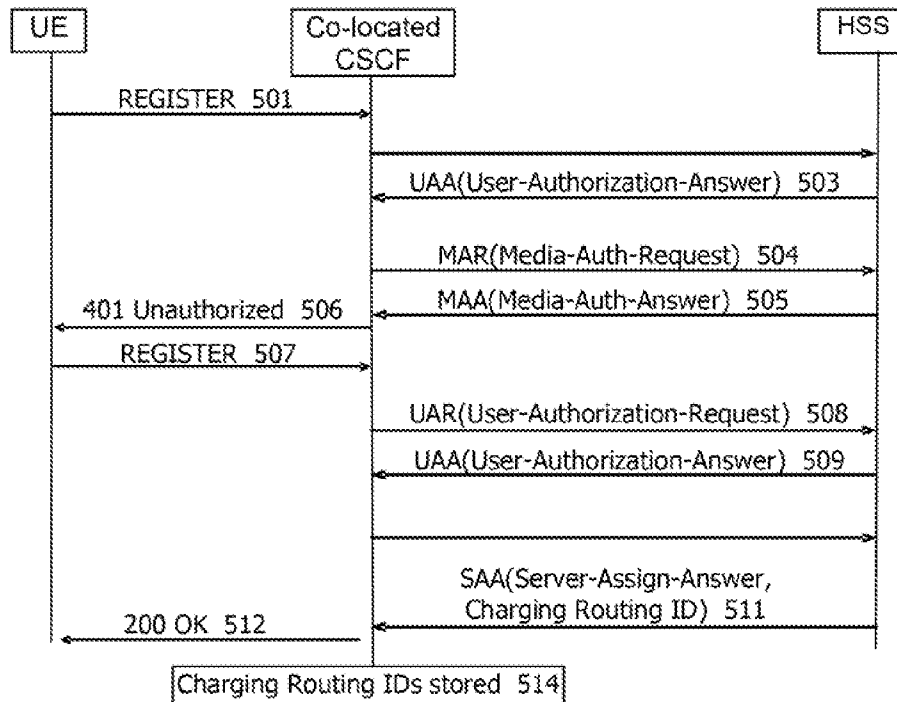 UE
Co-located
CSCF
HSS
REGISTER 501
UAA(User-Authorization-Answer) 503
MAR(Media-Auth-Request) 504
MAA(Media-Auth-Answer) 505
401 Unauthorized 506
REGISTER 507
UAR(User-Authorization-Request) 508
UAA(User-Authorization-Answer) 509
SAA(Server-Assign-Answer,
Charging Routing ID) 511
200 OK 512
Charging Routing IDs stored 514